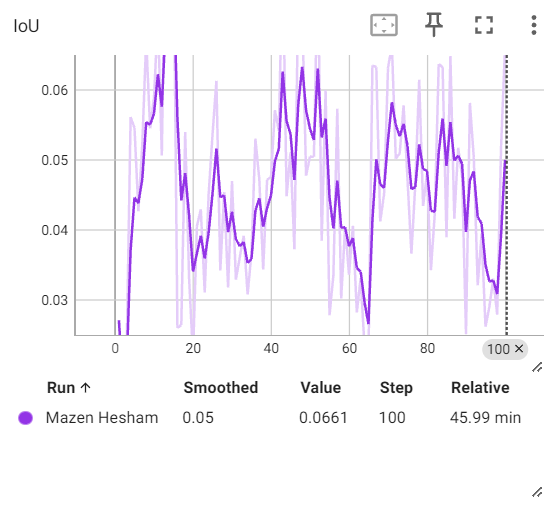 IoU
0.06
0.05
0.04
0.03
0 20 40 60 80 100 ×
Run ↑ Smoothed Value Step Relative
Mazen Hesham 0.05 0.0661 100 45.99 min